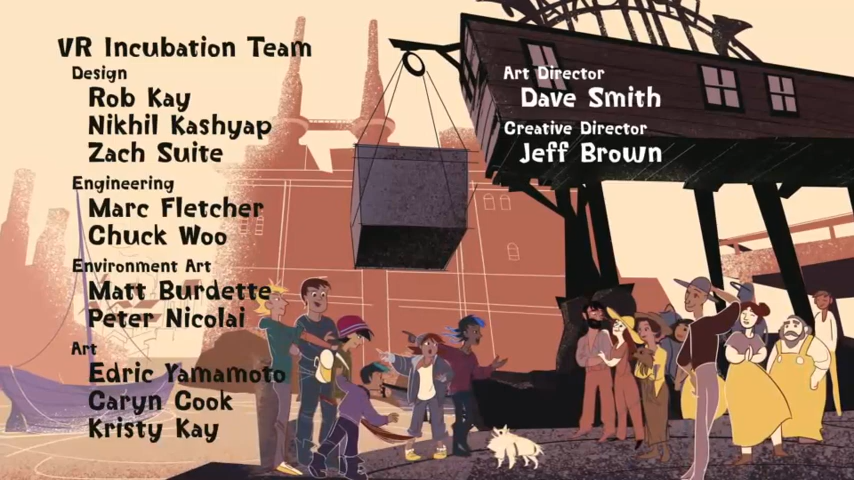 VR Incubation Team
Design
Rob Kay
Nikhil Kashyap
Zach Suite
Engineering
Marc Fletcher
Chuck Woo
Environment Art
Matt Burdette
Peter Nicolai
Art
Edric Yamamoto
Caryn Cook
Kristy Kay
Art Director
Dave Smith
Creative Director
Jeff Brown